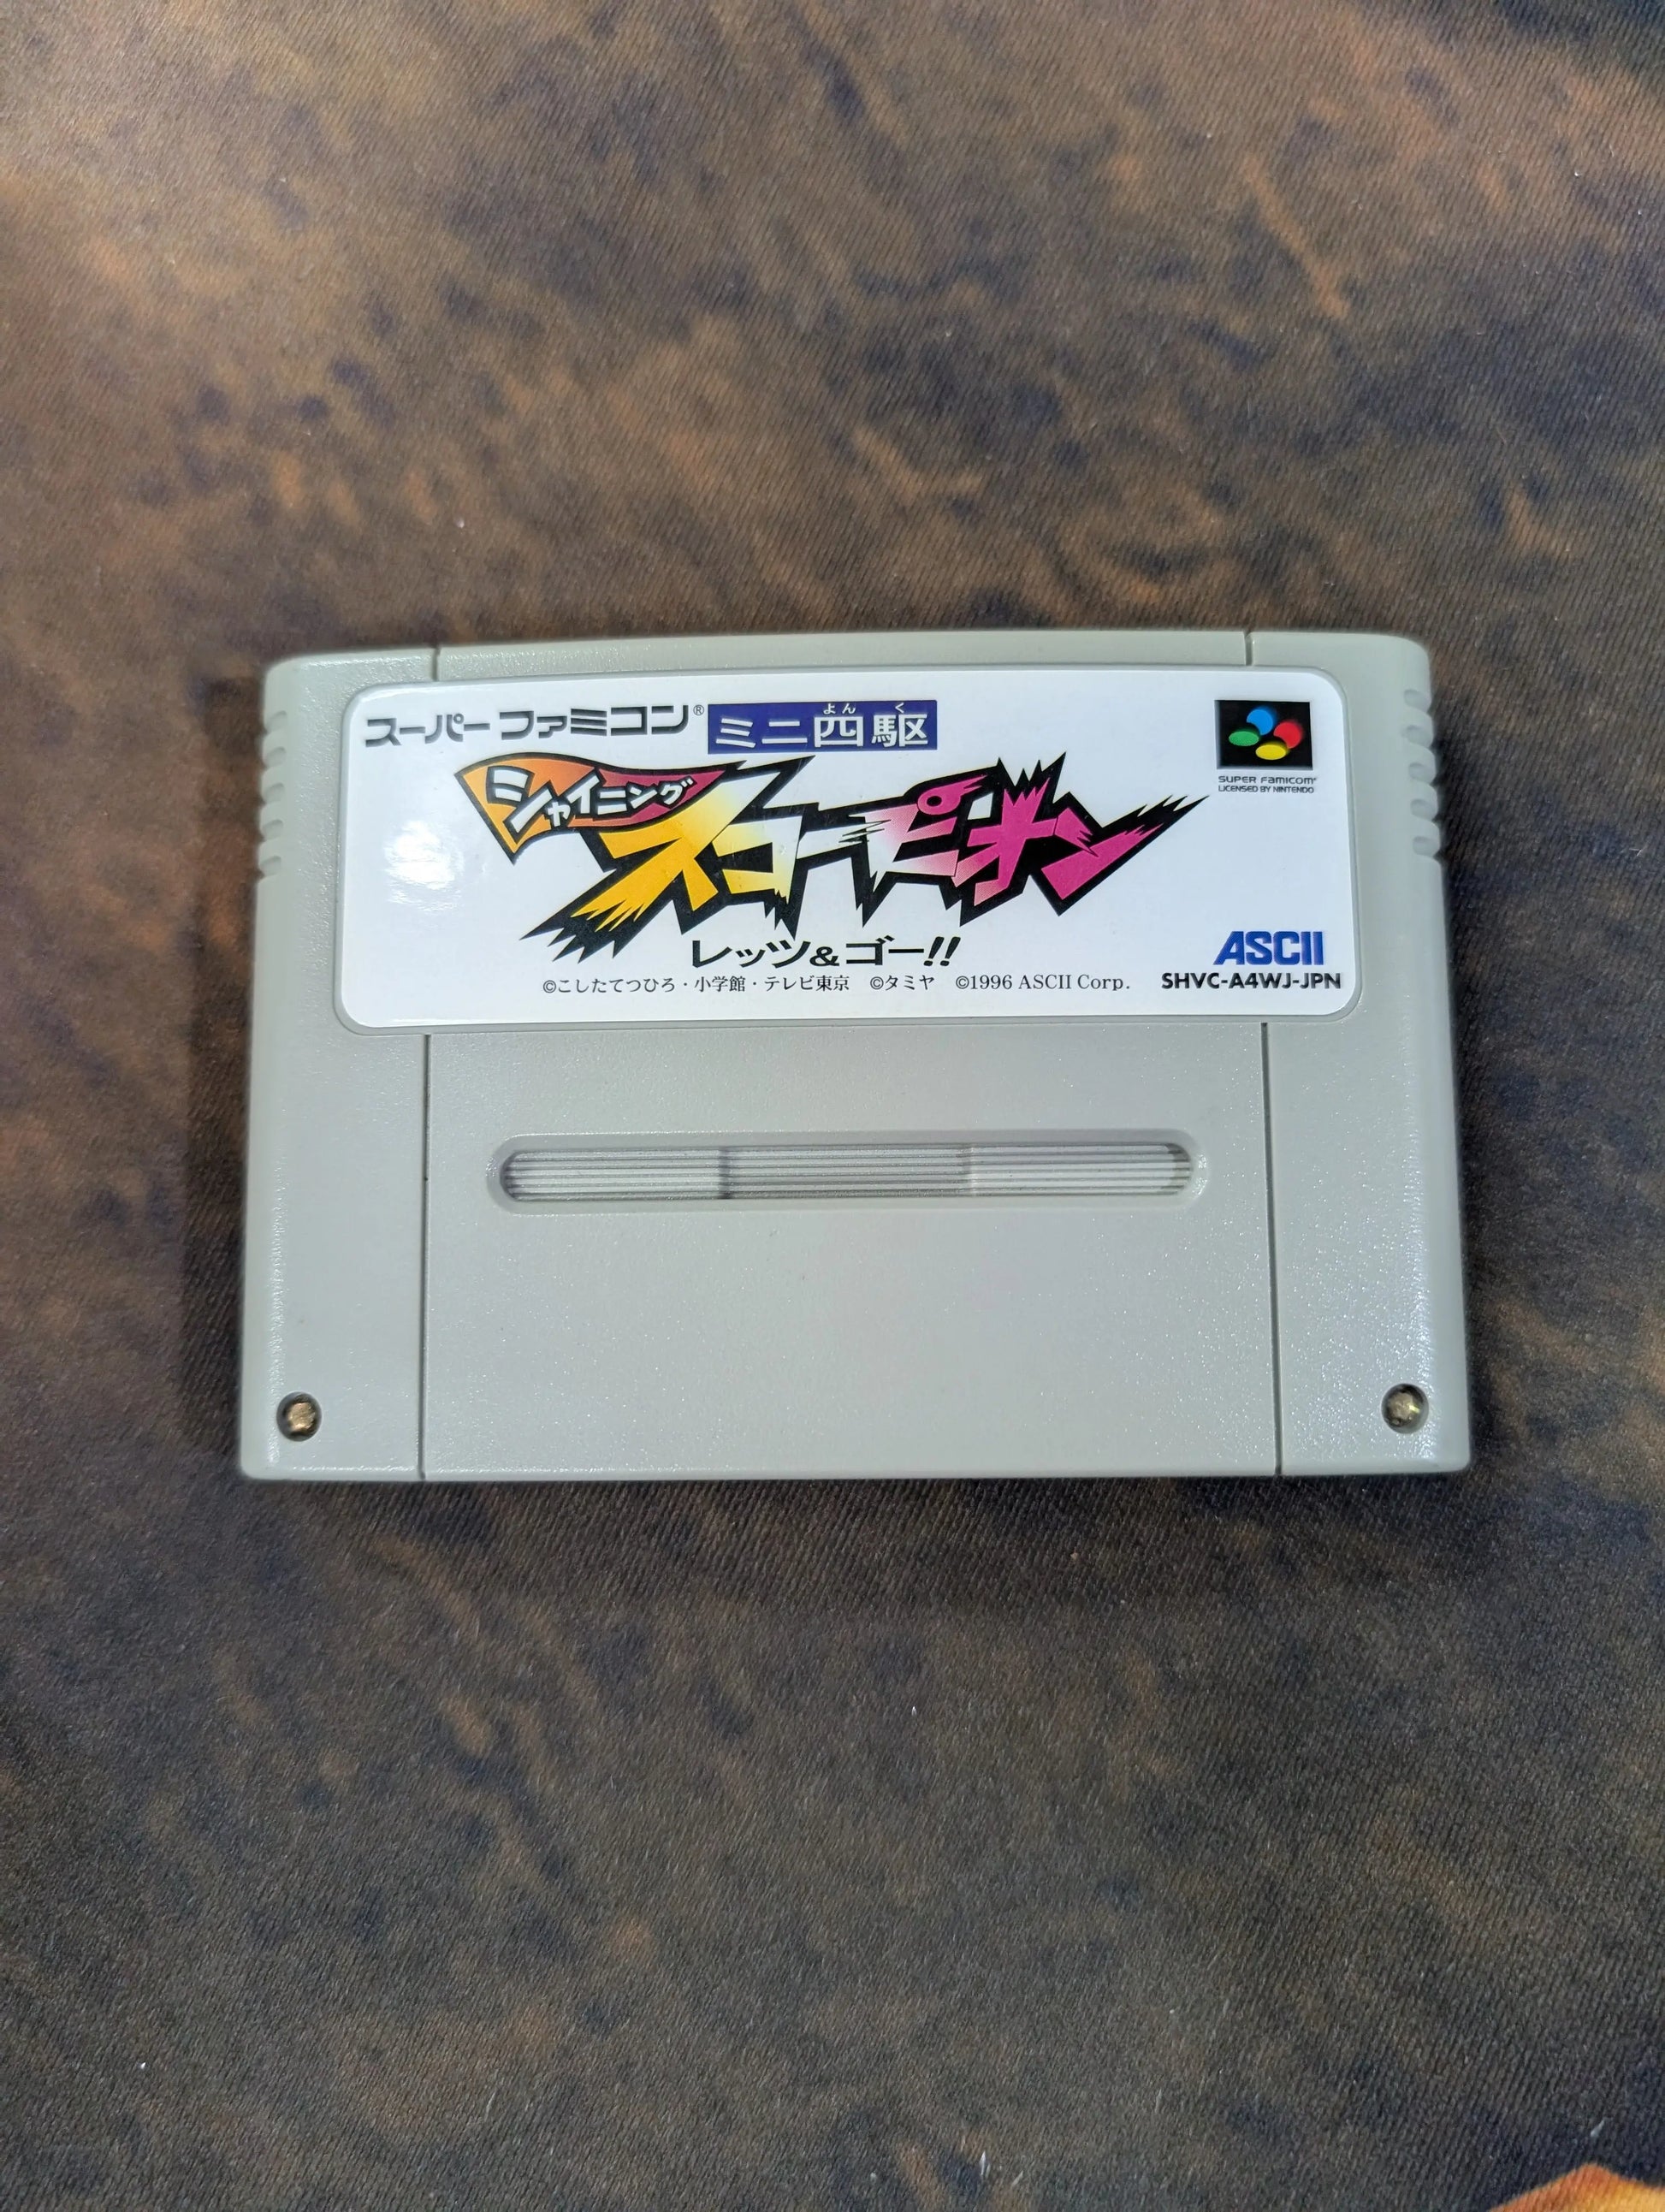 スーパーファミコン®
よんく
ミニ四駆
シャイニング
スコーピオン
レッツ&ゴー!!
SUPER FAMICOM®
LICENSED BY NINTENDO
ASCII
©こしたてつひろ・小学館・テレビ東京 ©タミヤ ©1996 ASCII Corp.
SHVC-A4WJ-JPN